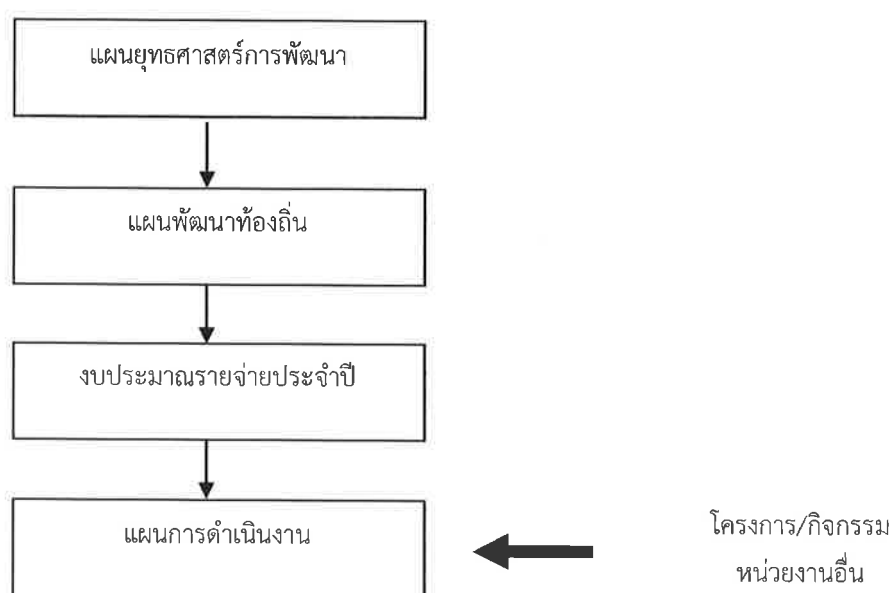 แผนยุทธศาสตร์การพัฒนา
แผนพัฒนาท้องถิ่น
งบประมาณรายจ่ายประจำปี
แผนการดำเนินงาน
โครงการ/กิจกรรม
หน่วยงานอื่น